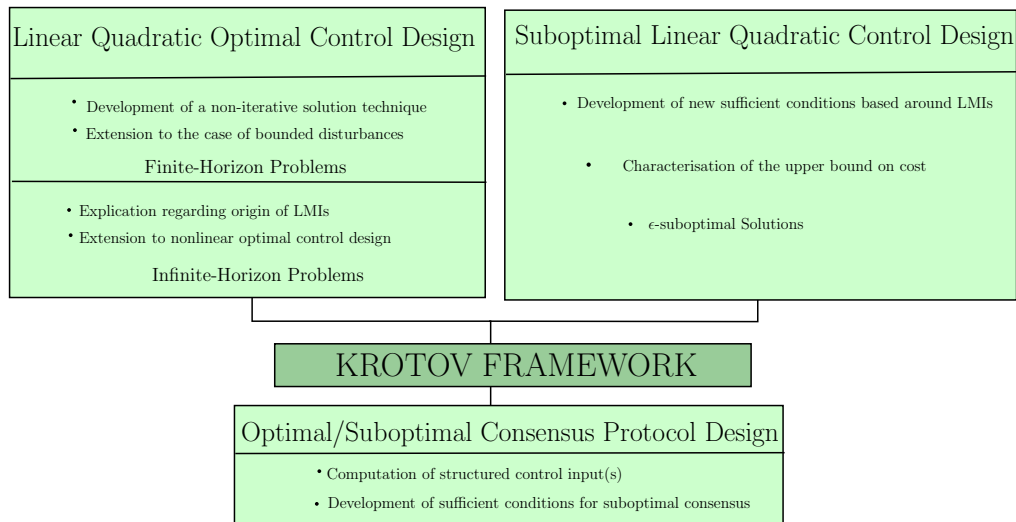 Linear Quadratic Optimal Control Design
• Development of a non-iterative solution technique
• Extension to the case of bounded disturbances
Finite-Horizon Problems
• Explication regarding origin of LMIs
• Extension to nonlinear optimal control design
Infinite-Horizon Problems
Suboptimal Linear Quadratic Control Design
• Development of new sufficient conditions based around LMIs
• Characterisation of the upper bound on cost
• ϵ-suboptimal Solutions
KROTOV FRAMEWORK
Optimal/Suboptimal Consensus Protocol Design
• Computation of structured control input(s)
• Development of sufficient conditions for suboptimal consensus